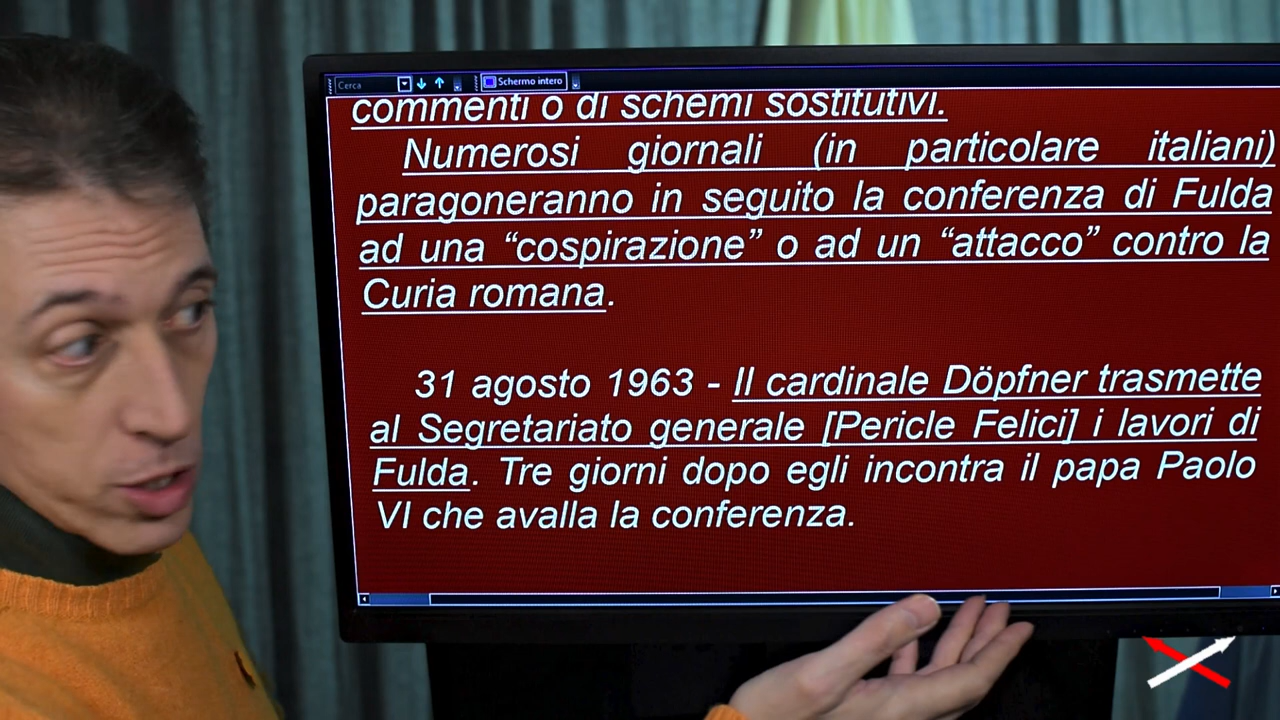 Cerca
Schermo intero
commenti o di schemi sostitutivi.
Numerosi giornali (in particolare italiani)
paragoneranno in seguito la conferenza di Fulda
ad una “cospirazione” o ad un “attacco” contro la
Curia romana.
31 agosto 1963 - Il cardinale Döpfner trasmette
al Segretariato generale [Pericle Felici] i lavori di
Fulda. Tre giorni dopo egli incontra il papa Paolo
VI che avalla la conferenza.